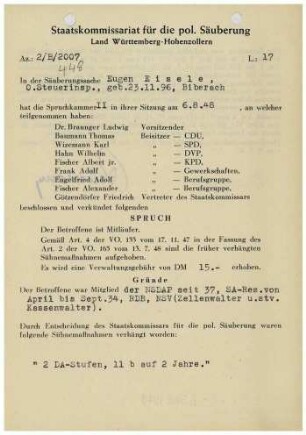 Staatskommissariat für die pol. Säuberung
Land Württemberg-Hohenzollern
Az.: 2/B/2007 L.: 17
448
In der Säuberungssache Eugen Eisele,
O.Steuerinsp., geb.23.11.96, Biberach
hat die Spruchkammer II in ihrer Sitzung am 6.8.48 , an welcher
teilgenommen haben:
Dr. Braunger Ludwig Vorsitzender
Baumann Thomas Beisitzer — CDU,
Wizemann Karl „ — SPD,
Hahn Wilhelm „ — DVP,
Fischer Albert jr. „ — KPD,
Frank Adolf „ — Gewerkschaften,
Engelfried Adolf „ — Berufsgruppe,
Fischer Alexander „ — Berufsgruppe,
Götzendörfer Friedrich Vertreter des Staatskommissars
beschlossen und verkündet folgenden
SPRUCH
Der Betroffene ist Mitläufer.
Gemäß Art. 4 der VO. 133 vom 17. 11. 47 in der Fassung des
Art. 2 der VO. 165 vom 13. 7. 48 sind die früher verhängten
Sühnemaßnahmen aufgehoben.
Es wird eine Verwaltungsgebühr von DM 15.- erhoben.
Gründe
Der Betroffene war Mitglied der NSDAP seit 37, SA-Res.von
April bis Sept.34, RDB, NSV(Zellenwalter u.ztv.
Kassenwalter).
Durch Entscheidung des Staatskommissars für die pol. Säuberung waren
folgende Sühnemaßnahmen verhängt worden:
" 2 DA-Stufen, 11 b auf 2 Jahre."